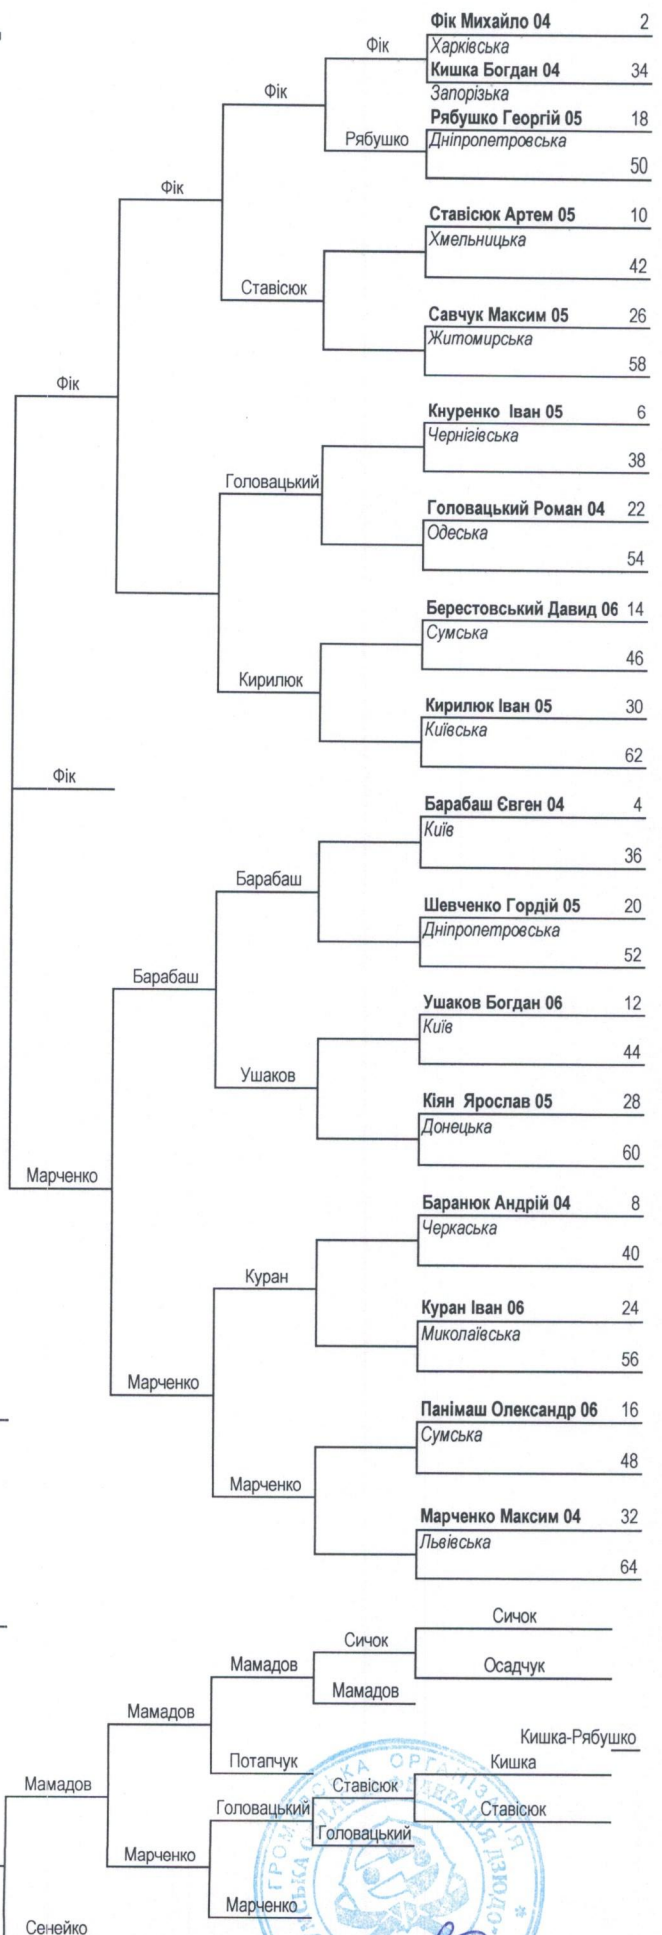 Фік Михайло 04 2
Фік Харківська
Кишка Богдан 04 34
Запорізька
Фік
Рябушко Георгій 05 18
Рябушко Дніпропетровська
50
Фік
Ставісюк Артем 05 10
Хмельницька
42
Ставісюк
Савчук Максим 05 26
Житомирська
58
Фік
Кнуренко Іван 05 6
Чернігівська
38
Головацький
Головацький Роман 04 22
Одеська
54
Берестовський Давид 06 14
Сумська
46
Кирилюк
Кирилюк Іван 05 30
Київська
62
Фік
Барабаш Євген 04 4
Київ
36
Барабаш
Шевченко Гордій 05 20
Дніпропетровська
52
Барабаш
Ушаков Богдан 06 12
Київ
44
Ушаков
Кіян Ярослав 05 28
Донецька
60
Марченко
Баранюк Андрій 04 8
Черкаська
40
Куран
Куран Іван 06 24
Миколаївська
56
Марченко
Панімаш Олександр 06 16
Сумська
48
Марченко
Марченко Максим 04 32
Львівська
64
Сичок
Сичок
Мамадов Осадчук
Мамадов
Мамадов
Кишка-Рябушко
Потапчук Кишка
Мамадов Ставісюк
Головацький Ставісюк
Головацький
Марченко
Марченко
Сенейко
ГРОМАДСЬКА ОРГАНІЗАЦІЯ
ФЕДЕРАЦІЯ ДЗЮДО